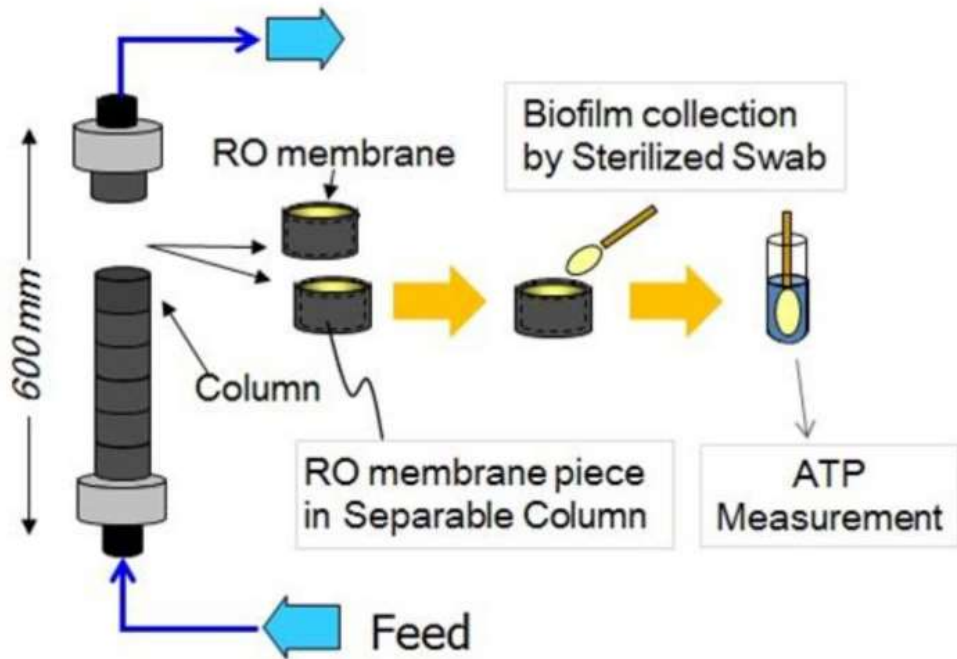 RO membrane
Biofilm collection
by Sterilized Swab
600 mm
Column
RO membrane piece
in Separable Column
ATP
Measurement
Feed